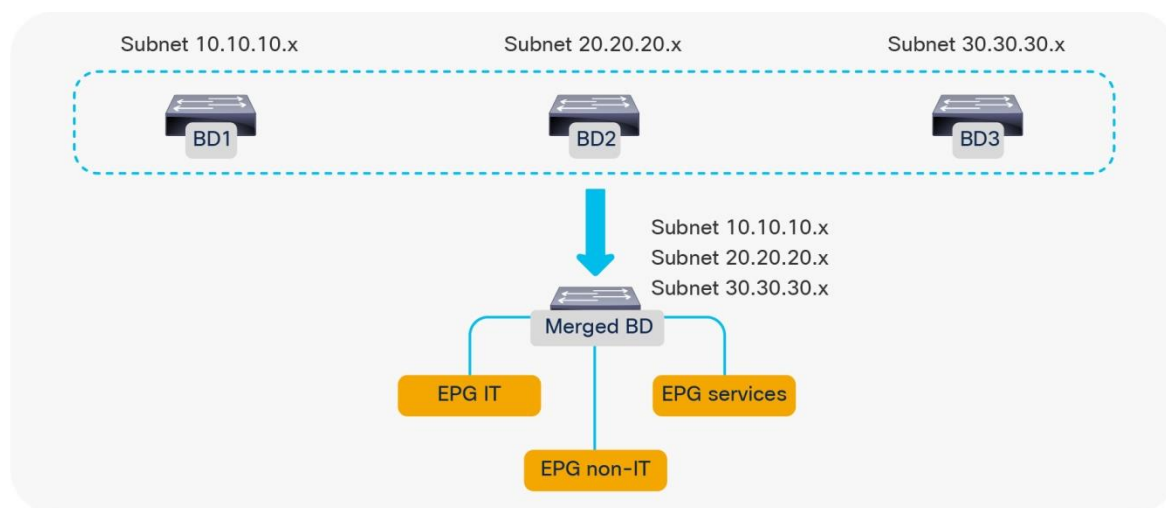 Subnet 10.10.10.x
Subnet 20.20.20.x
Subnet 30.30.30.x
BD1
BD2
BD3
Subnet 10.10.10.x
Subnet 20.20.20.x
Subnet 30.30.30.x
Merged BD
EPG IT
EPG services
EPG non-IT